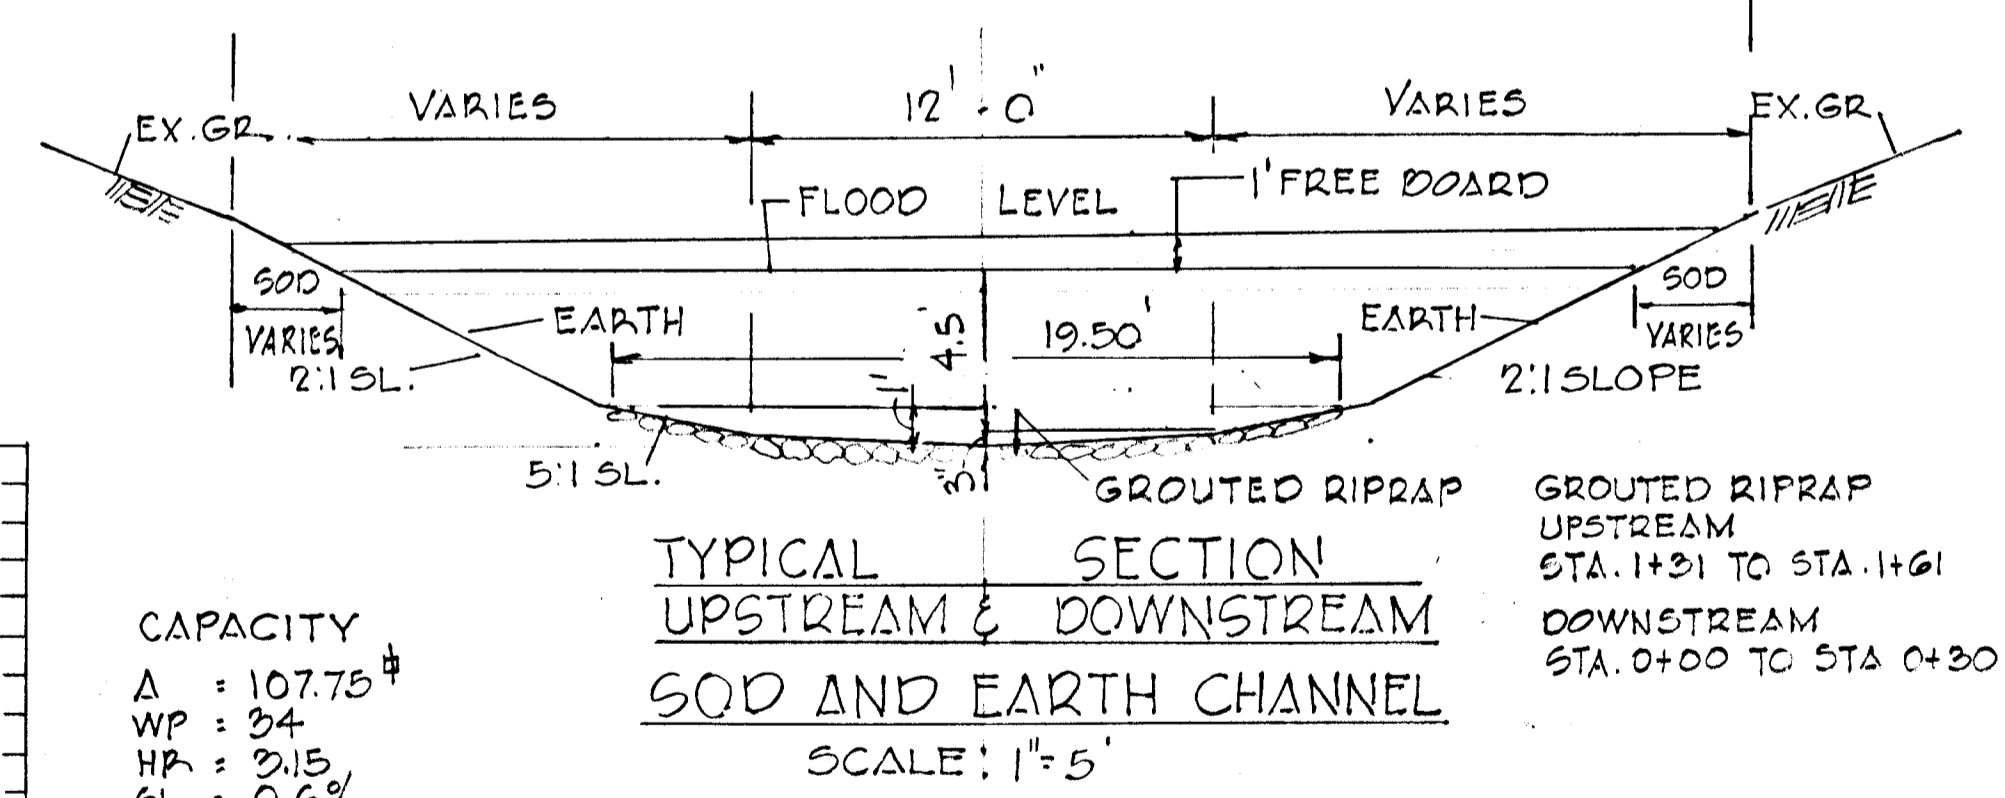 VARIES
12'-0"
VARIES
EX.GR.
EX.GR.
FLOOD LEVEL
1' FREE BOARD
SOD
VARIES
EARTH
2:1 SL.
4.5'
19.50'
EARTH
SOD
VARIES
2:1 SLOPE
1'
5:1 SL.
3"
GROUTED RIPRAP
GROUTED RIPRAP
UPSTREAM
STA. 1+31 TO STA. 1+61
DOWNSTREAM
STA. 0+00 TO STA 0+30
TYPICAL SECTION
UPSTREAM & DOWNSTREAM
SOD AND EARTH CHANNEL
SCALE: 1"=5'
CAPACITY
A : 107.75
WP : 34
HR : 3.15
SL : 0.6%